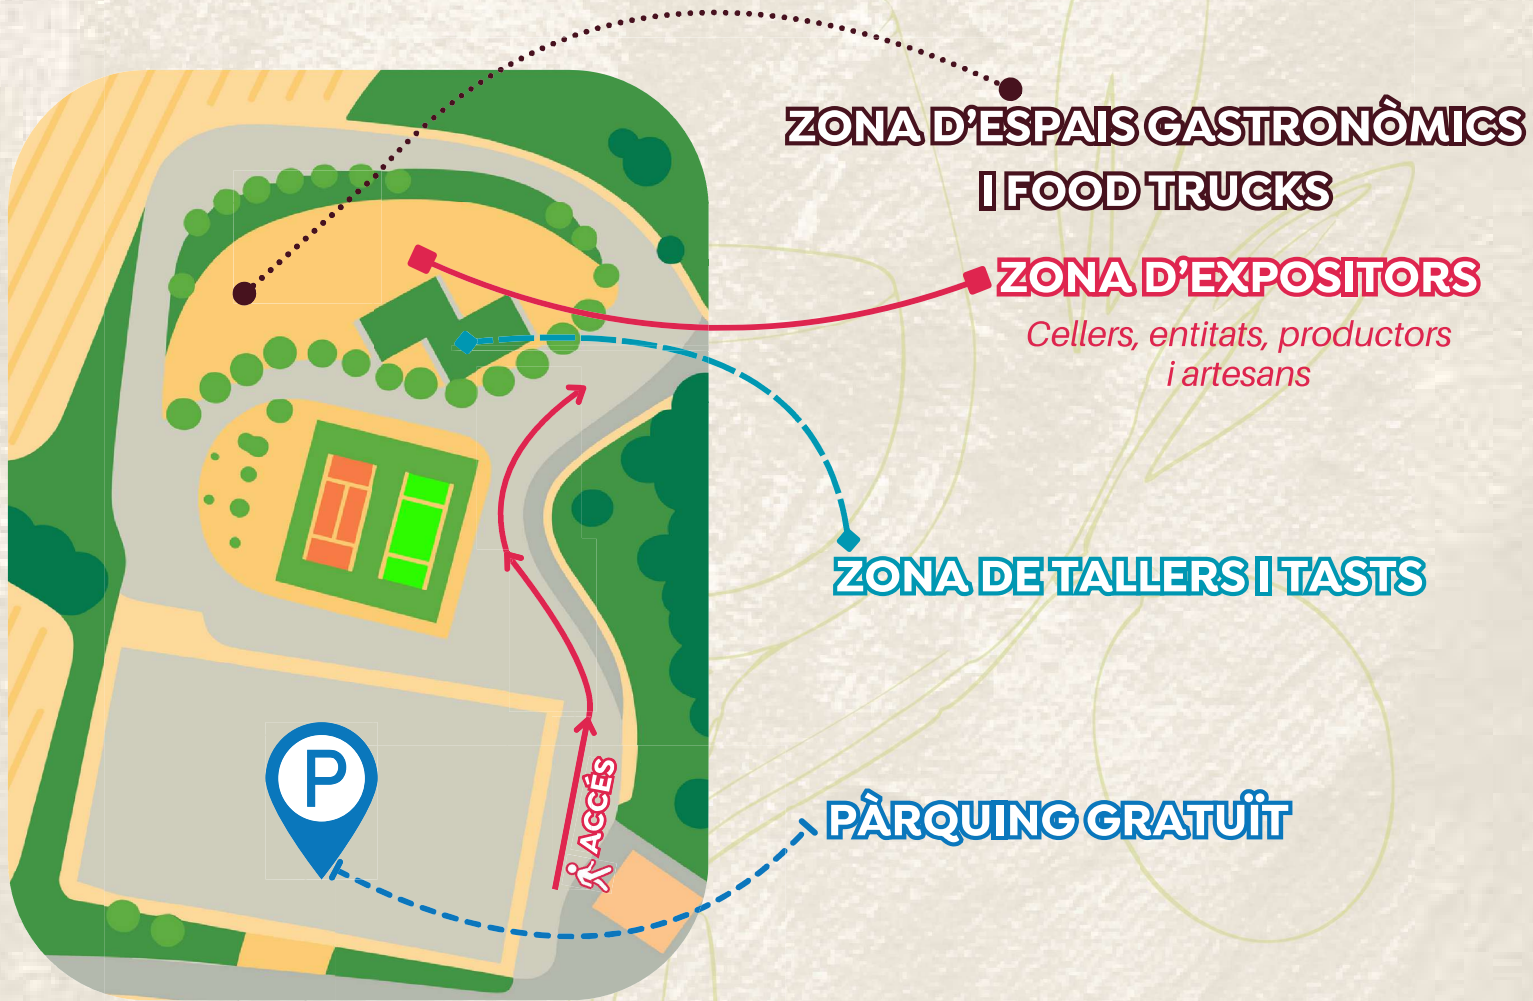 ZONA D'ESPAIS GASTRONÒMICS
I FOOD TRUCKS
ZONA D'EXPOSITORS
Cellers, entitats, productors
i artesans
ZONA DE TALLERS I TASTS
P
ACCÉS
PÀRQUING GRATUÏT